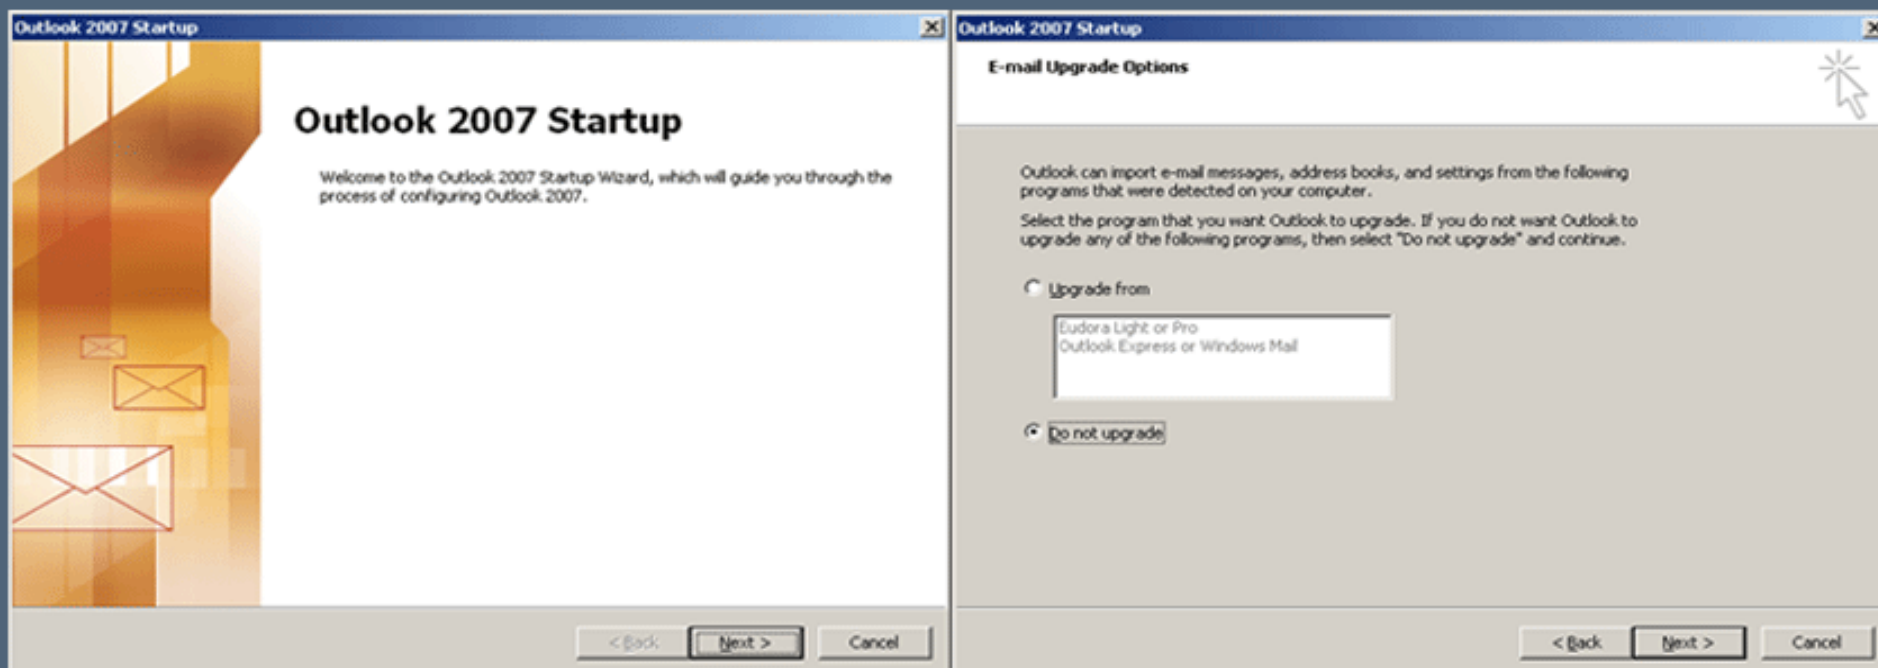 Outlook 2007 Startup
Outlook 2007 Startup
Welcome to the Outlook 2007 Startup Wizard, which will guide you through the
process of configuring Outlook 2007.
< Back
Next >
Cancel
Outlook 2007 Startup
E-mail Upgrade Options
Outlook can import e-mail messages, address books, and settings from the following
programs that were detected on your computer.
Select the program that you want Outlook to upgrade. If you do not want Outlook to
upgrade any of the following programs, then select "Do not upgrade" and continue.
Upgrade from
Eudora Light or Pro
Outlook Express or Windows Mail
Do not upgrade
< Back
Next >
Cancel